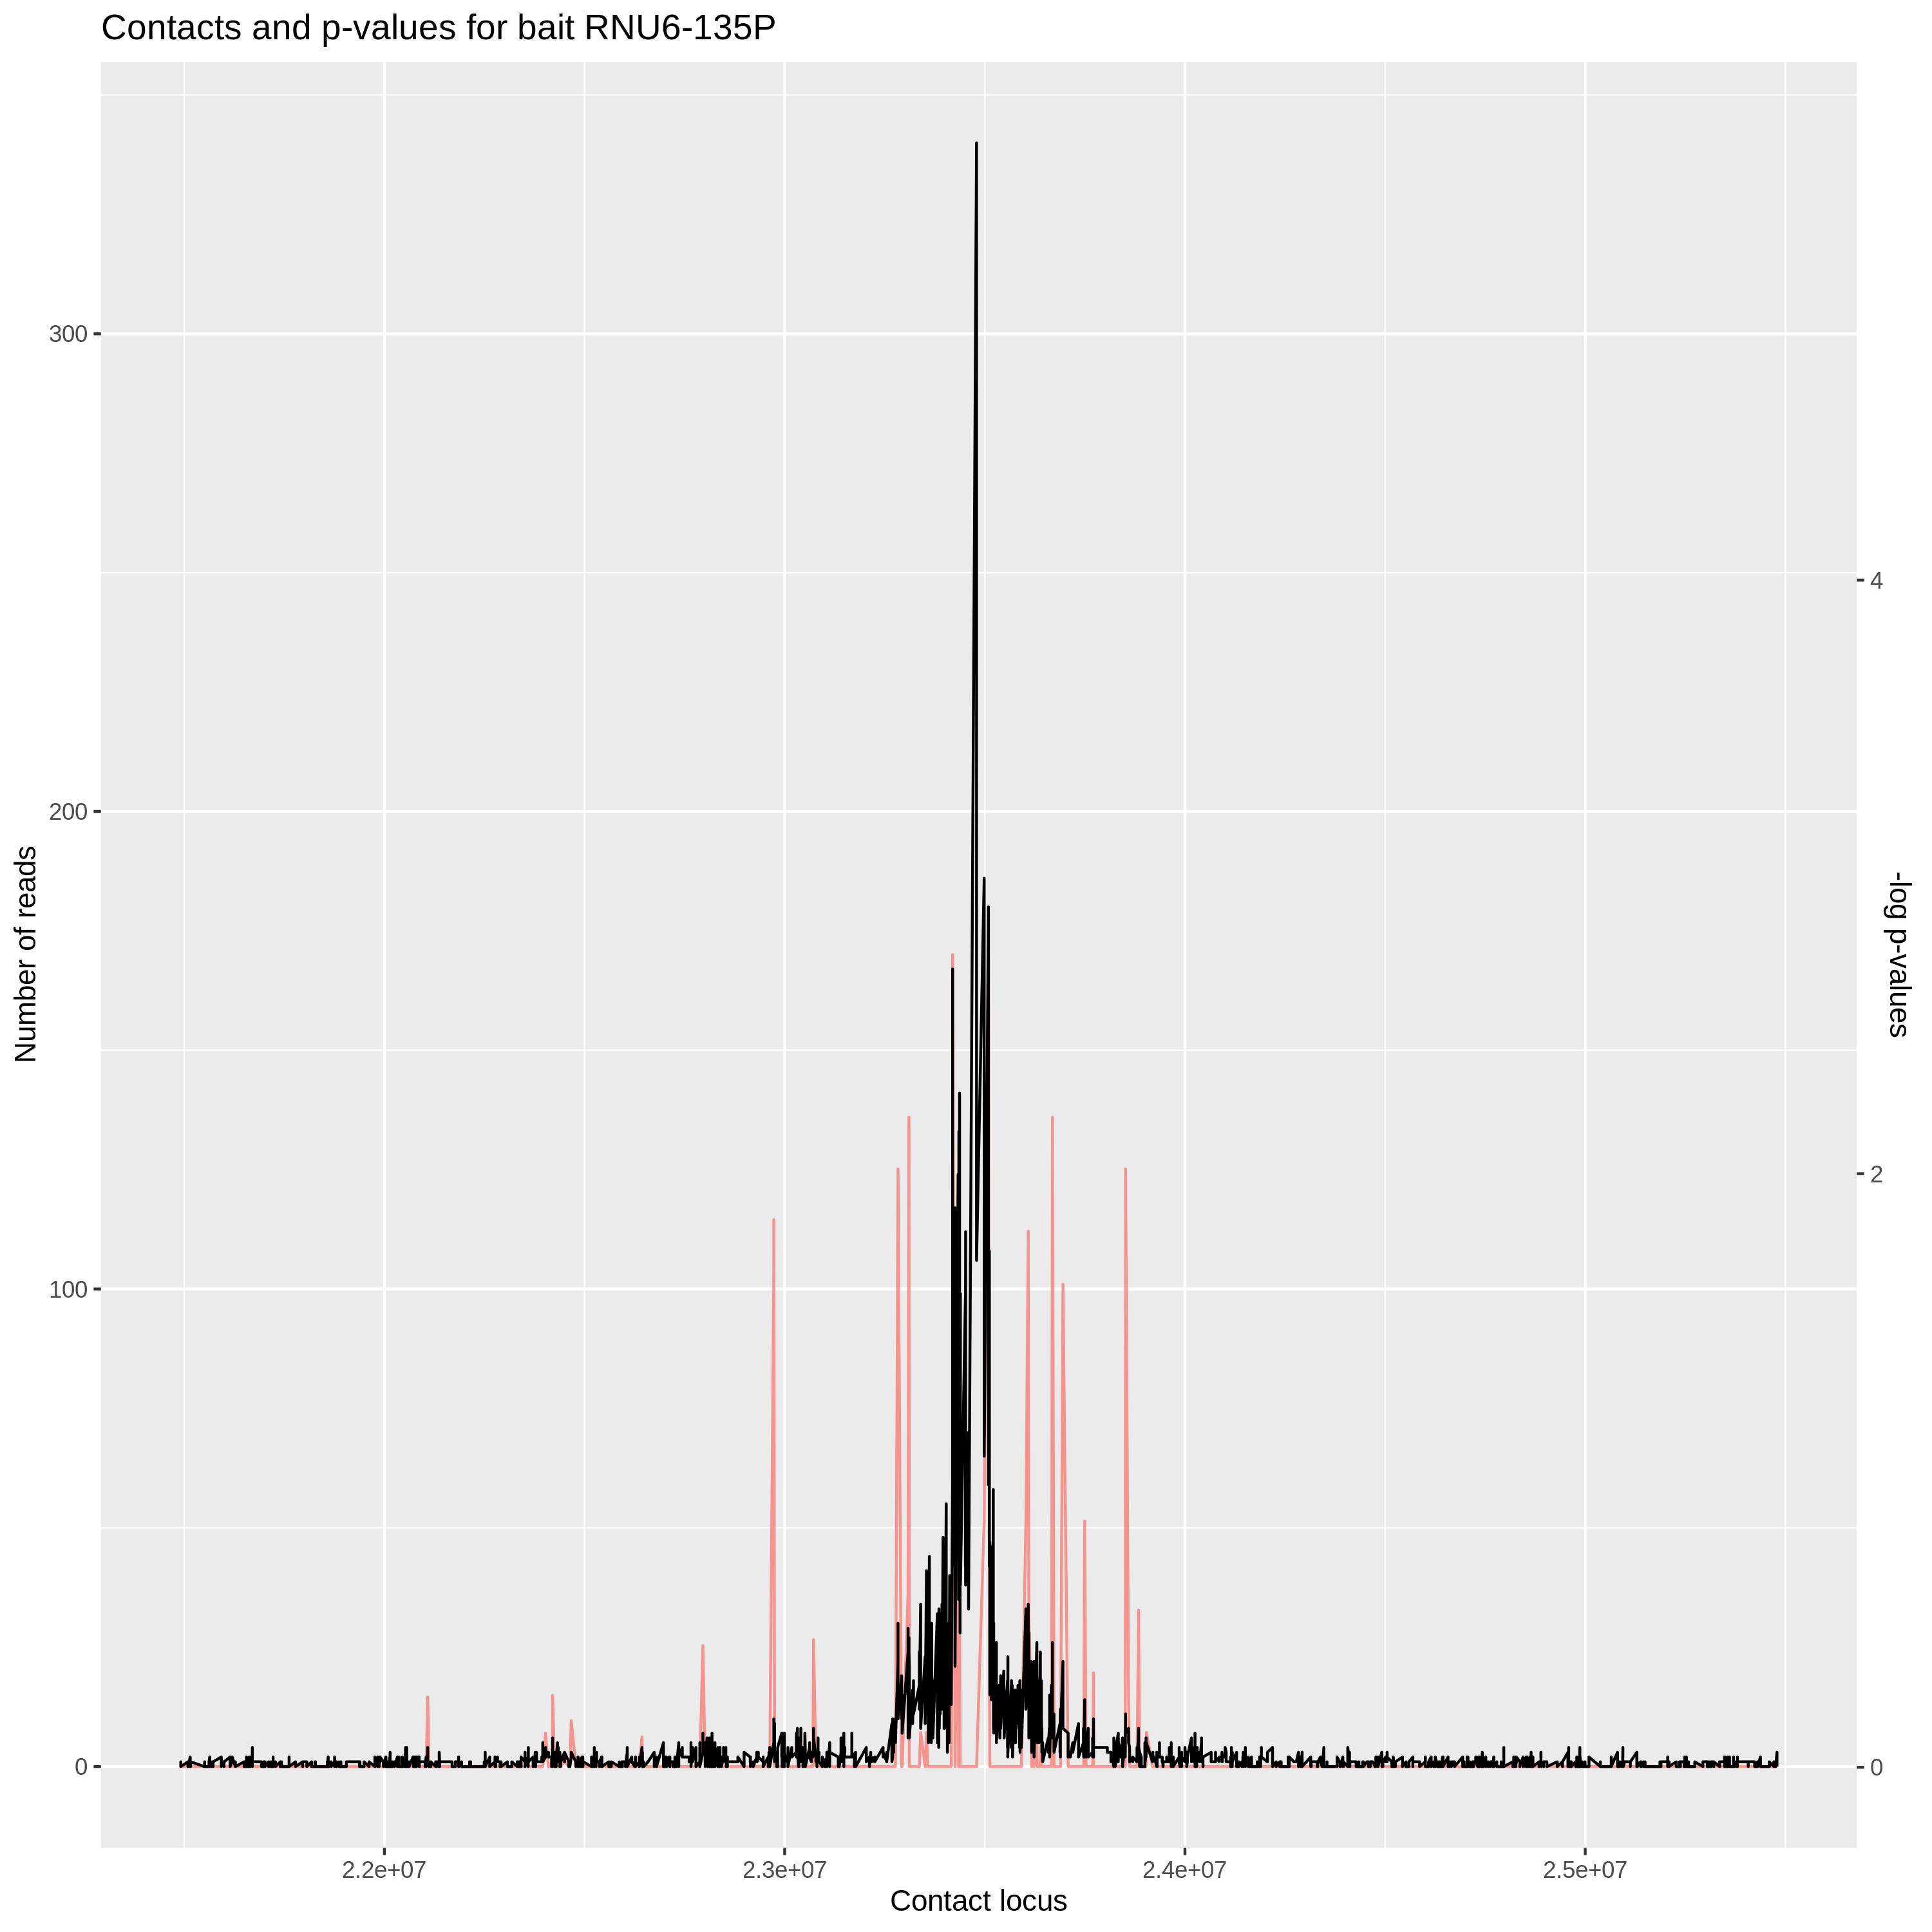 Contacts and p-values for bait RNU6-135P
300
200
100
0
Number of reads
4
2
0
-log p-values
2.2e+07
2.3e+07
2.4e+07
2.5e+07
Contact locus